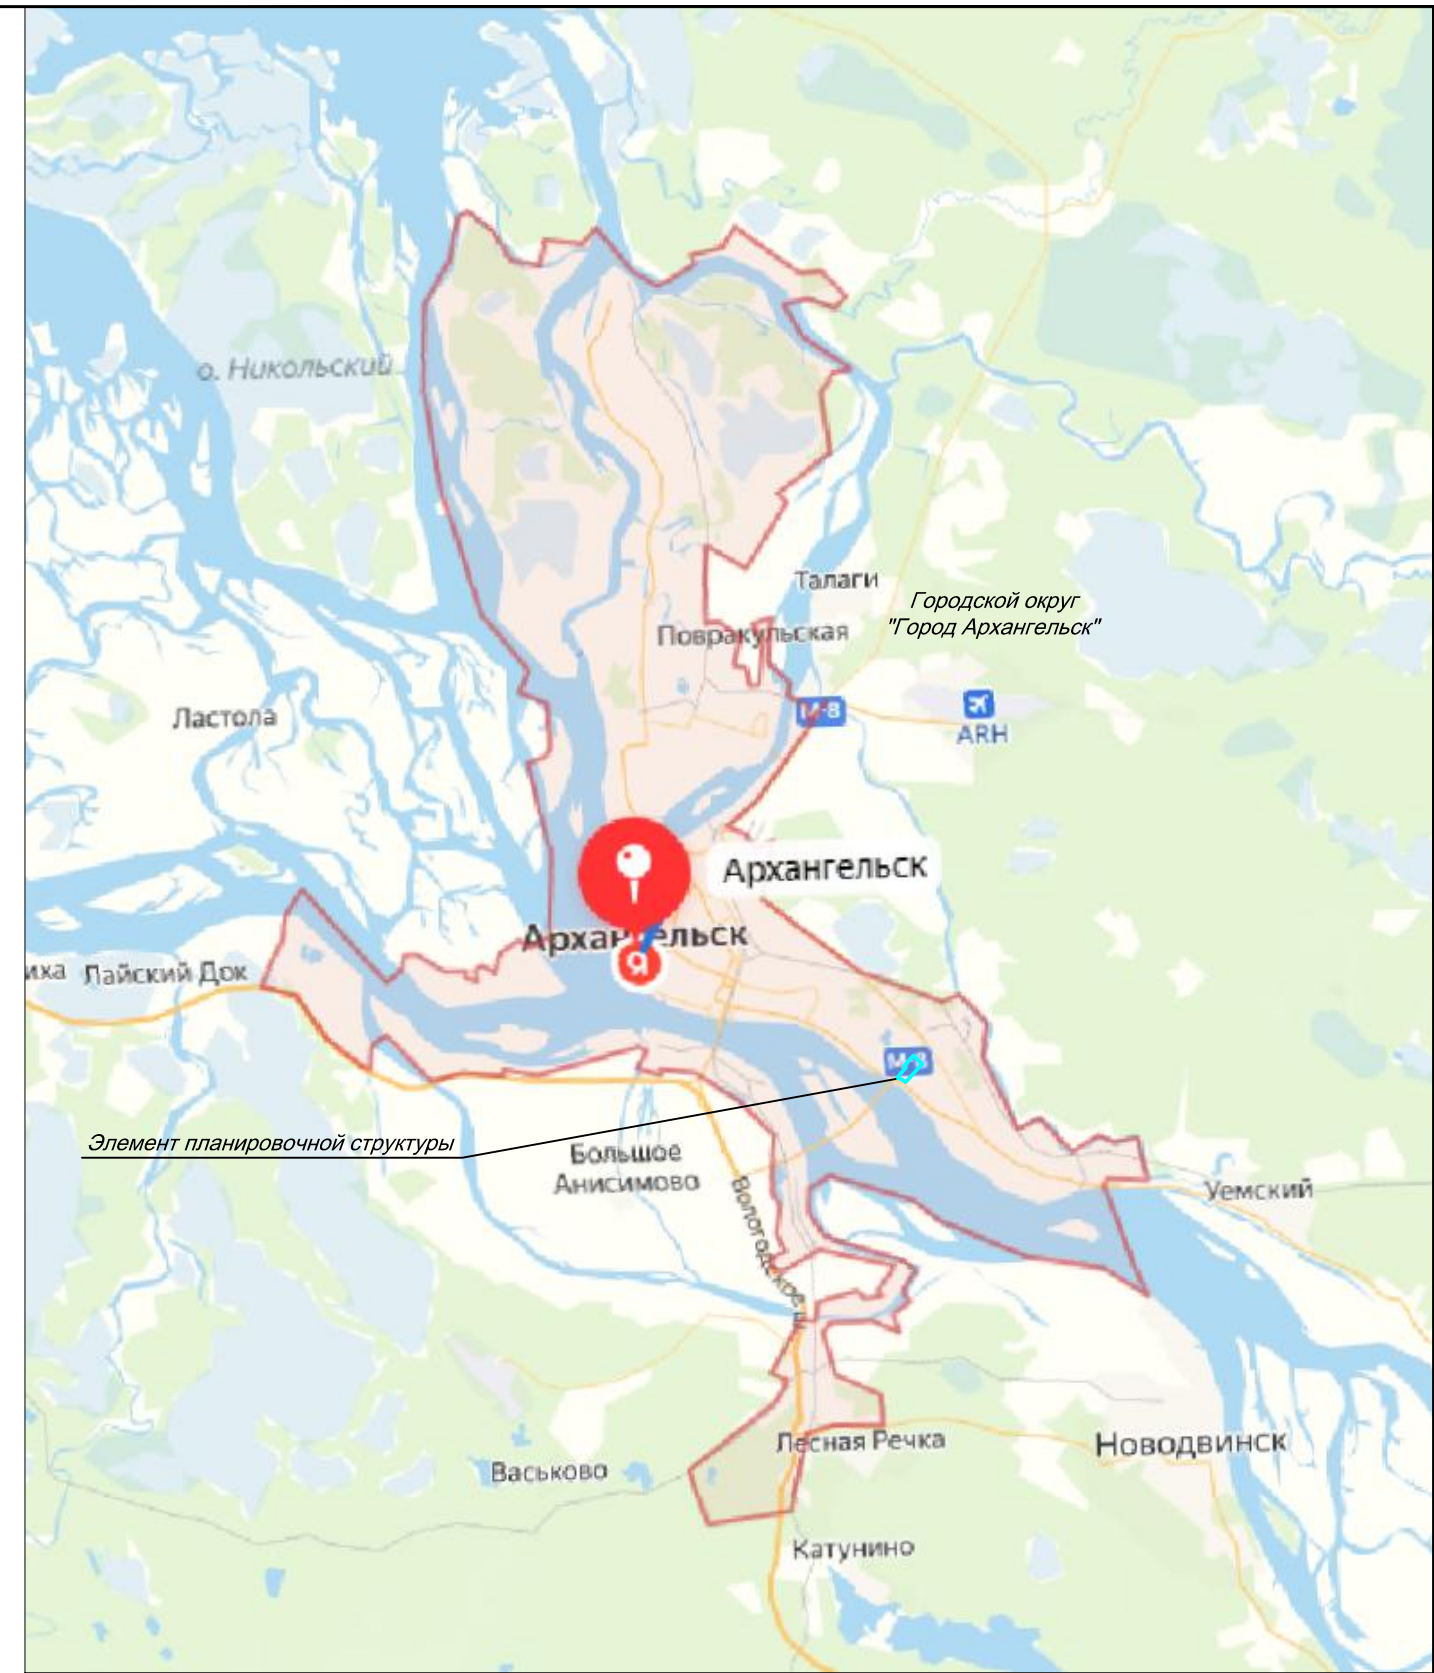 о. Никольский
Талаги
Городской округ
"Город Архангельск"
Повракульская
М-8
Ластола
ARH
Архангельск
Архангельск
Я
иха
Лайский Док
М-8
Элемент планировочной структуры
Большое
Анисимово
Вологодское ш.
Уемский
Лесная Речка
Новодвинск
Васьково
Катунино